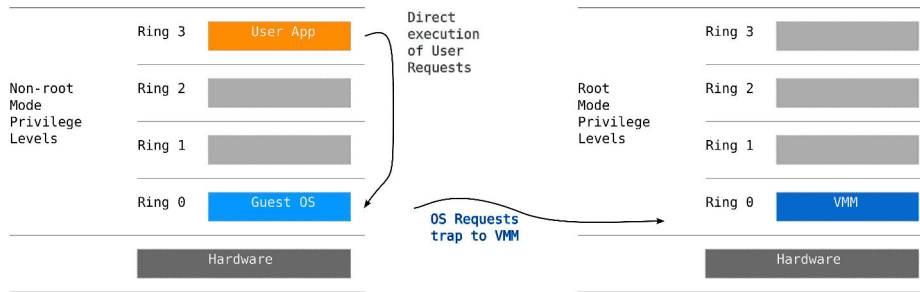 Non-root
Mode
Privilege
Levels
Ring 3
User App
Ring 2
Ring 1
Ring 0
Guest OS
Hardware
Direct
execution
of User
Requests
OS Requests
trap to VMM
Root
Mode
Privilege
Levels
Ring 3
Ring 2
Ring 1
Ring 0
VMM
Hardware